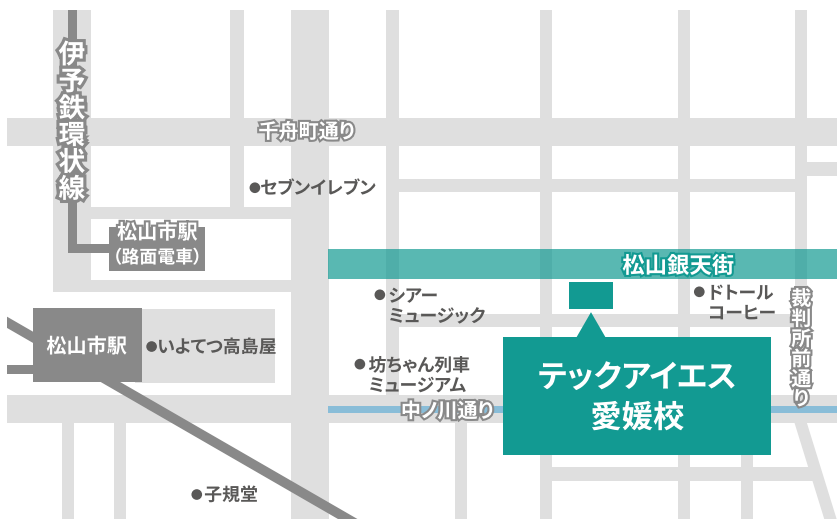 伊予鉄環状線
千舟町通り
セブンイレブン
松山市駅
（路面電車）
松山銀天街
シアー
ミュージック
ドトール
コーヒー
裁判所前通り
松山市駅
いよてつ高島屋
坊ちゃん列車
ミュージアム
テックアイエス
愛媛校
中ノ川通り
子規堂